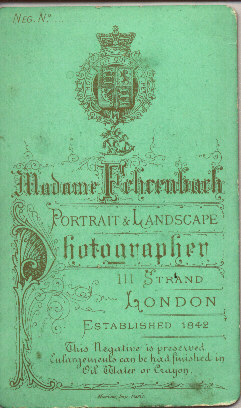 NEG. Nº
Madame Fehrenbach
PORTRAIT & LANDSCAPE
Photographer
111 STRAND
LONDON
ESTABLISHED 1842
This Negative is preserved
Enlargements can be had finished in
Oil Water or Crayon.